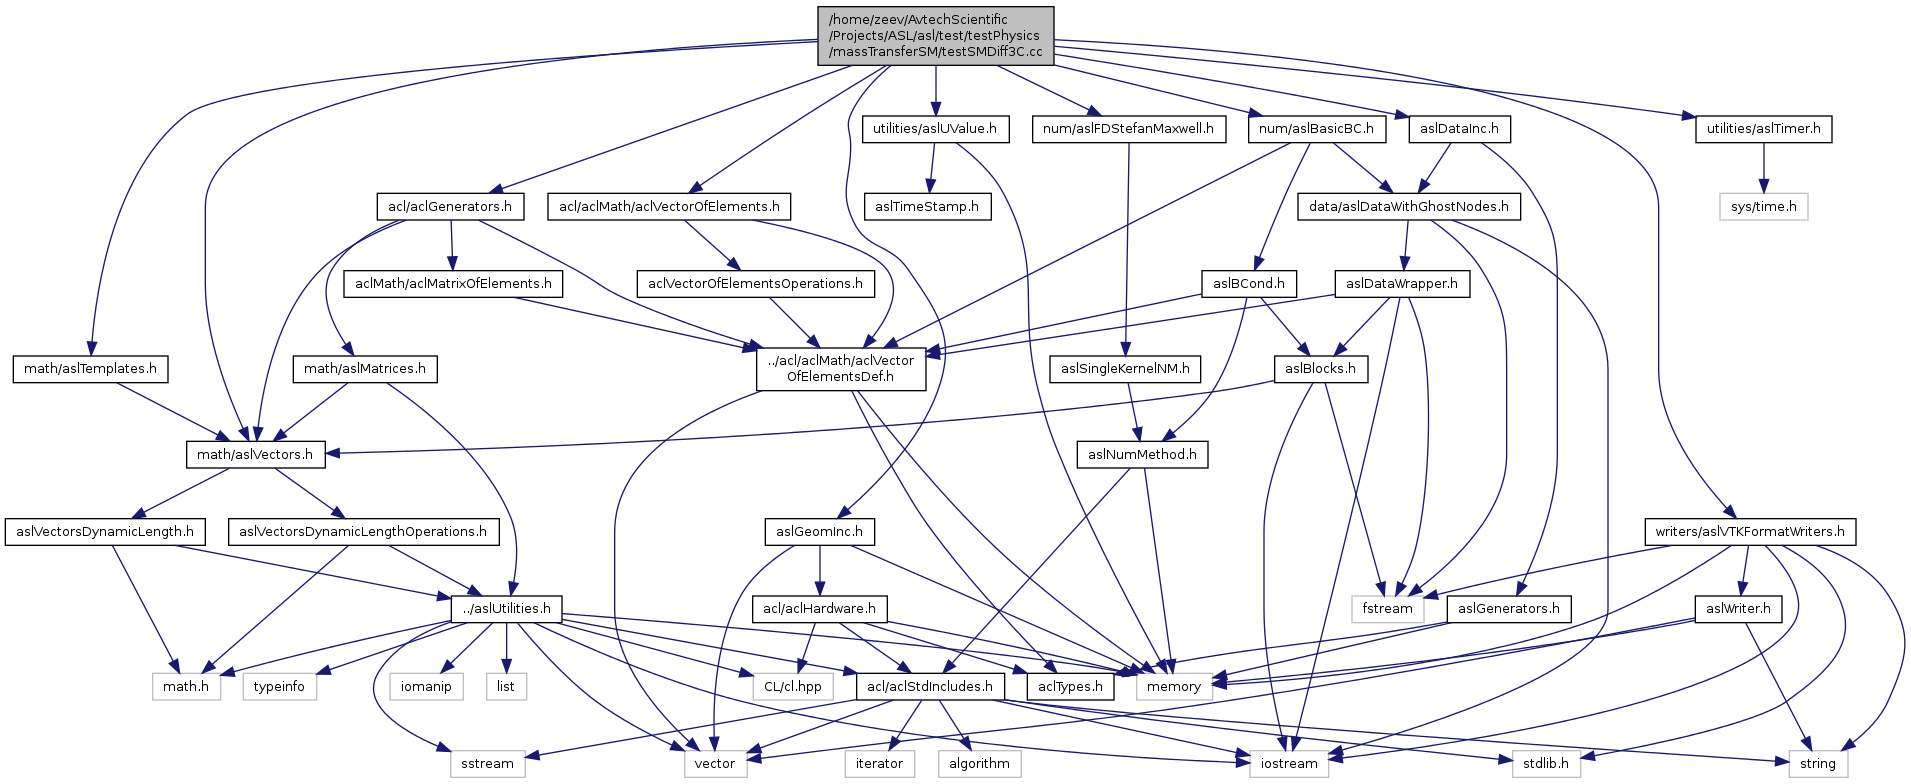 /home/zeev/AvtechScientific
/Projects/ASL/asl/test/testPhysics
/massTransferSM/testSMDiff3C.cc
utilities/aslUValue.h
num/aslFDStefanMaxwell.h
num/aslBasicBC.h
aslDataInc.h
utilities/aslTimer.h
acl/aclGenerators.h
acl/aclMath/aclVectorOfElements.h
aslTimeStamp.h
data/aslDataWithGhostNodes.h
sys/time.h
aclMath/aclMatrixOfElements.h
aclVectorOfElementsOperations.h
aslBCond.h
aslDataWrapper.h
math/aslTemplates.h
math/aslMatrices.h
../acl/aclMath/aclVector
OfElementsDef.h
aslSingleKernelNM.h
aslBlocks.h
math/aslVectors.h
aslNumMethod.h
aslVectorsDynamicLength.h
aslVectorsDynamicLengthOperations.h
aslGeomInc.h
writers/aslVTKFormatWriters.h
../aslUtilities.h
acl/aclHardware.h
fstream
aslGenerators.h
aslWriter.h
math.h
typeinfo
iomanip
list
CL/cl.hpp
acl/aclStdIncludes.h
aclTypes.h
memory
sstream
vector
iterator
algorithm
iostream
stdlib.h
string